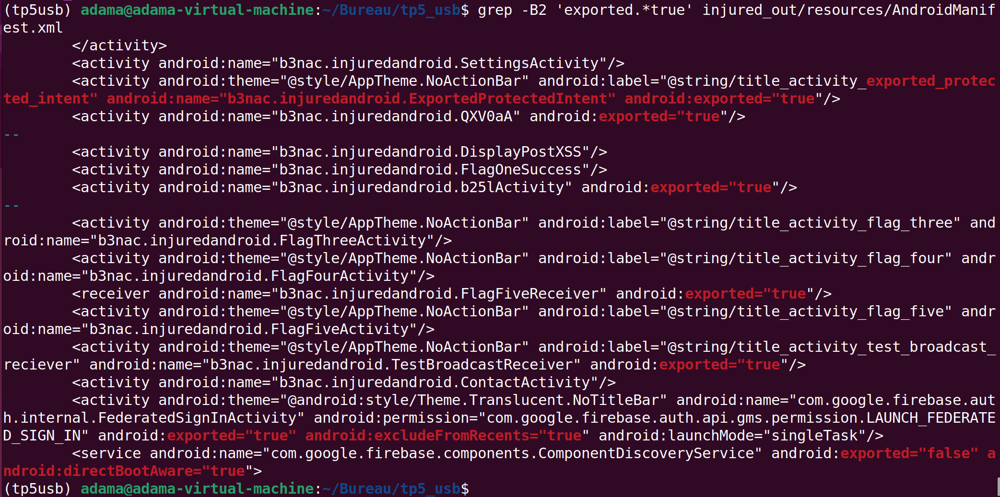 (tp5usb) adama@adama-virtual-machine:~/Bureau/tp5_usb$ grep -B2 'exported.*true' injured_out/resources/AndroidManif
est.xml
        </activity>
        <activity android:name="b3nac.injuredandroid.SettingsActivity"/>
        <activity android:theme="@style/AppTheme.NoActionBar" android:label="@string/title_activity_exported_protec
ted_intent" android:name="b3nac.injuredandroid.ExportedProtectedIntent" android:exported="true"/>
        <activity android:name="b3nac.injuredandroid.QXV0aA" android:exported="true"/>
--
        <activity android:name="b3nac.injuredandroid.DisplayPostXSS"/>
        <activity android:name="b3nac.injuredandroid.FlagOneSuccess"/>
        <activity android:name="b3nac.injuredandroid.b25lActivity" android:exported="true"/>
--
        <activity android:theme="@style/AppTheme.NoActionBar" android:label="@string/title_activity_flag_three" and
roid:name="b3nac.injuredandroid.FlagThreeActivity"/>
        <activity android:theme="@style/AppTheme.NoActionBar" android:label="@string/title_activity_flag_four" andr
oid:name="b3nac.injuredandroid.FlagFourActivity"/>
        <receiver android:name="b3nac.injuredandroid.FlagFiveReceiver" android:exported="true"/>
        <activity android:theme="@style/AppTheme.NoActionBar" android:label="@string/title_activity_flag_five" andr
oid:name="b3nac.injuredandroid.FlagFiveActivity"/>
        <activity android:theme="@style/AppTheme.NoActionBar" android:label="@string/title_activity_test_broadcast_
reciever" android:name="b3nac.injuredandroid.TestBroadcastReceiver" android:exported="true"/>
        <activity android:name="b3nac.injuredandroid.ContactActivity"/>
        <activity android:theme="@android:style/Theme.Translucent.NoTitleBar" android:name="com.google.firebase.aut
h.internal.FederatedSignInActivity" android:permission="com.google.firebase.auth.api.gms.permission.LAUNCH_FEDERATE
D_SIGN_IN" android:exported="true" android:excludeFromRecents="true" android:launchMode="singleTask"/>
        <service android:name="com.google.firebase.components.ComponentDiscoveryService" android:exported="false" a
ndroid:directBootAware="true">
(tp5usb) adama@adama-virtual-machine:~/Bureau/tp5_usb$